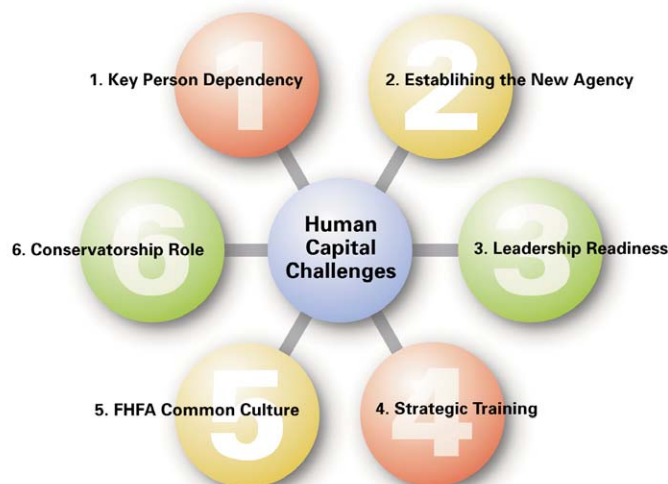 1
1. Key Person Dependency
2
2. Establihing the New Agency
Human
Capital
Challenges
3
3. Leadership Readiness
4
4. Strategic Training
5
5. FHFA Common Culture
6
6. Conservatorship Role